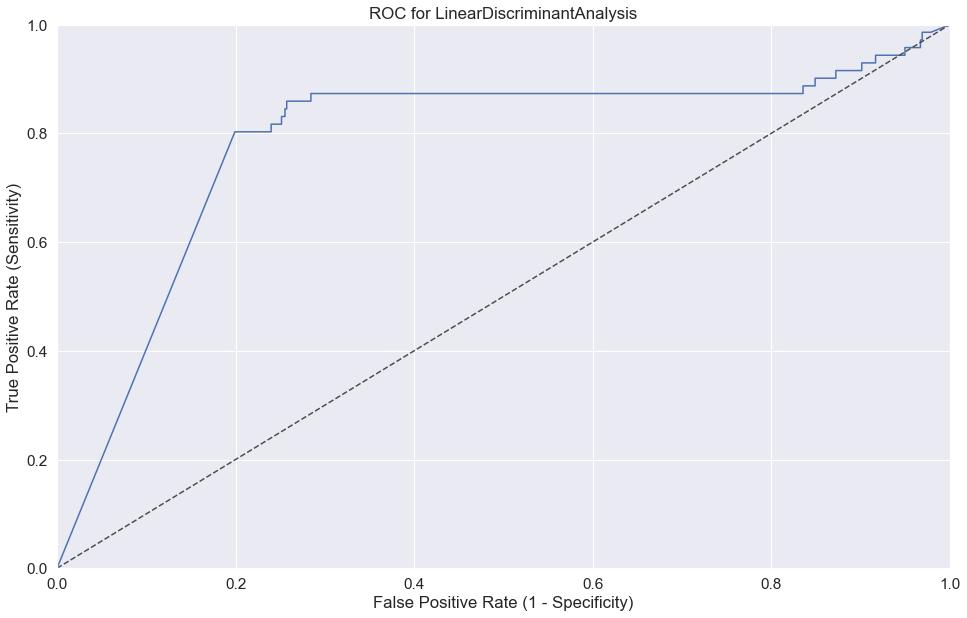 ROC for LinearDiscriminantAnalysis
1.0
0.8
0.6
0.4
0.2
0.0
True Positive Rate (Sensitivity)
0.0 0.2 0.4 0.6 0.8 1.0
False Positive Rate (1 - Specificity)